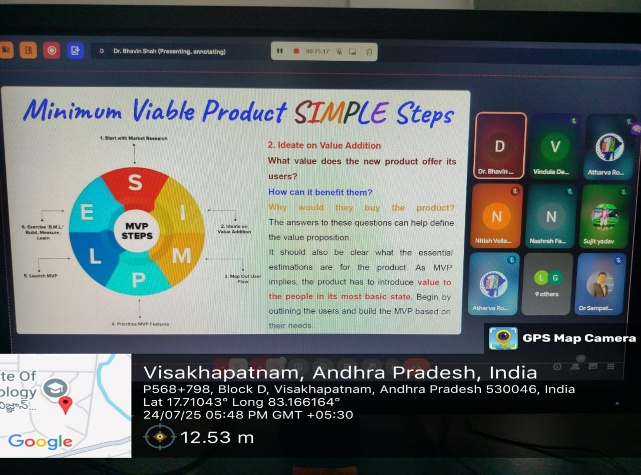 Dr. Bhavin Shah (Presenting, annotating)
00:25:17
Minimum Viable Product SIMPLE Steps
1. Start with Market Research
S
I
M
P
L
E
MVP
STEPS
2. Ideate on
Value Addition
3. Map Out User
Flow
4. Prioritize MVP Features
5. Launch MVP
6. Exercise 'B.M.L'
Build, Measure,
Learn
2. Ideate on Value Addition
What value does the new product offer its
users?
How can it benefit them?
Why would they buy the product?
The answers to these questions can help define
the value proposition.
It should also be clear what the essential
estimations are for the product. As MVP
implies, the product has to introduce value to
the people in its most basic state. Begin by
outlining the users and build the MVP based on
their needs.
D
Dr. Bhavin ...
V
Vindula De...
Atharva Ro...
N
Nitish Vella...
N
Nashrah Fa...
Sujit yadav
Atharva Ro...
L G
9 others
Dr Sampat...
GPS Map Camera
te Of
ology
Google
Visakhapatnam, Andhra Pradesh, India
P568+798, Block D, Visakhapatnam, Andhra Pradesh 530046, India
Lat 17.71043° Long 83.166164°
24/07/25 05:48 PM GMT +05:30
12.53 m